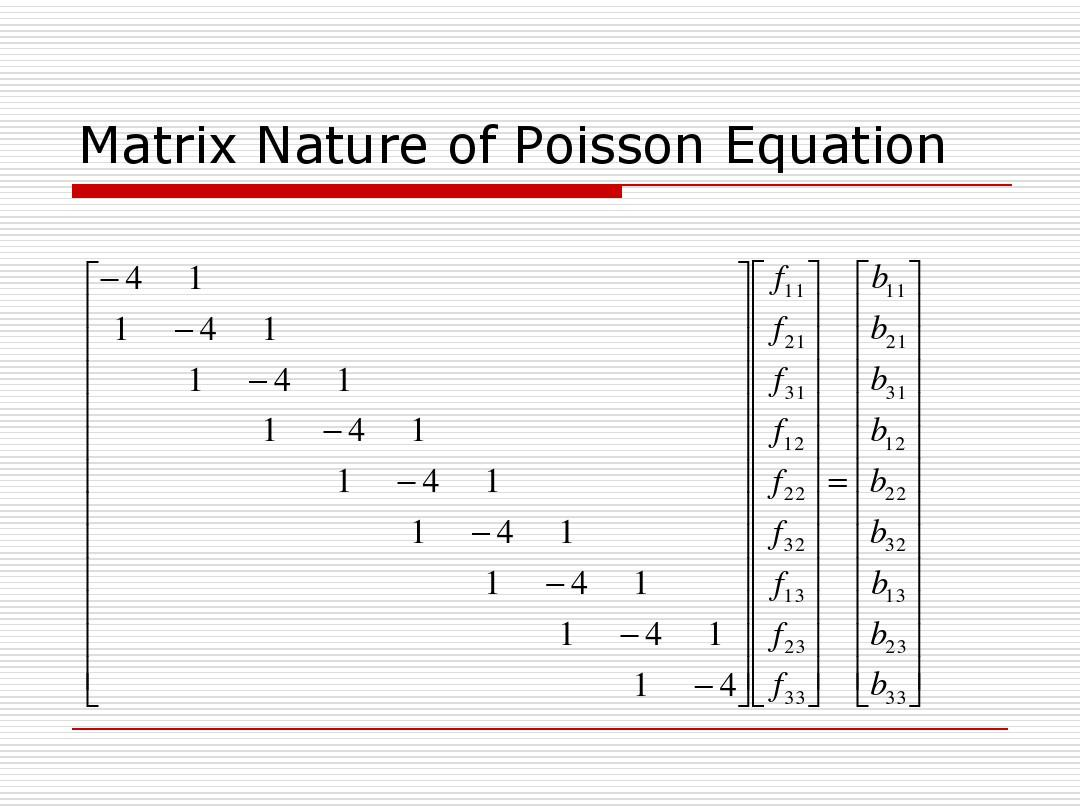 Matrix Nature of Poisson Equation
−4 1 f₁₁ b₁₁
1 −4 1 f₂₁ b₂₁
1 −4 1 f₃₁ b₃₁
1 −4 1 f₁₂ b₁₂
1 −4 1 f₂₂ = b₂₂
1 −4 1 f₃₂ b₃₂
1 −4 1 f₁₃ b₁₃
1 −4 1 f₂₃ b₂₃
1 −4 f₃₃ b₃₃